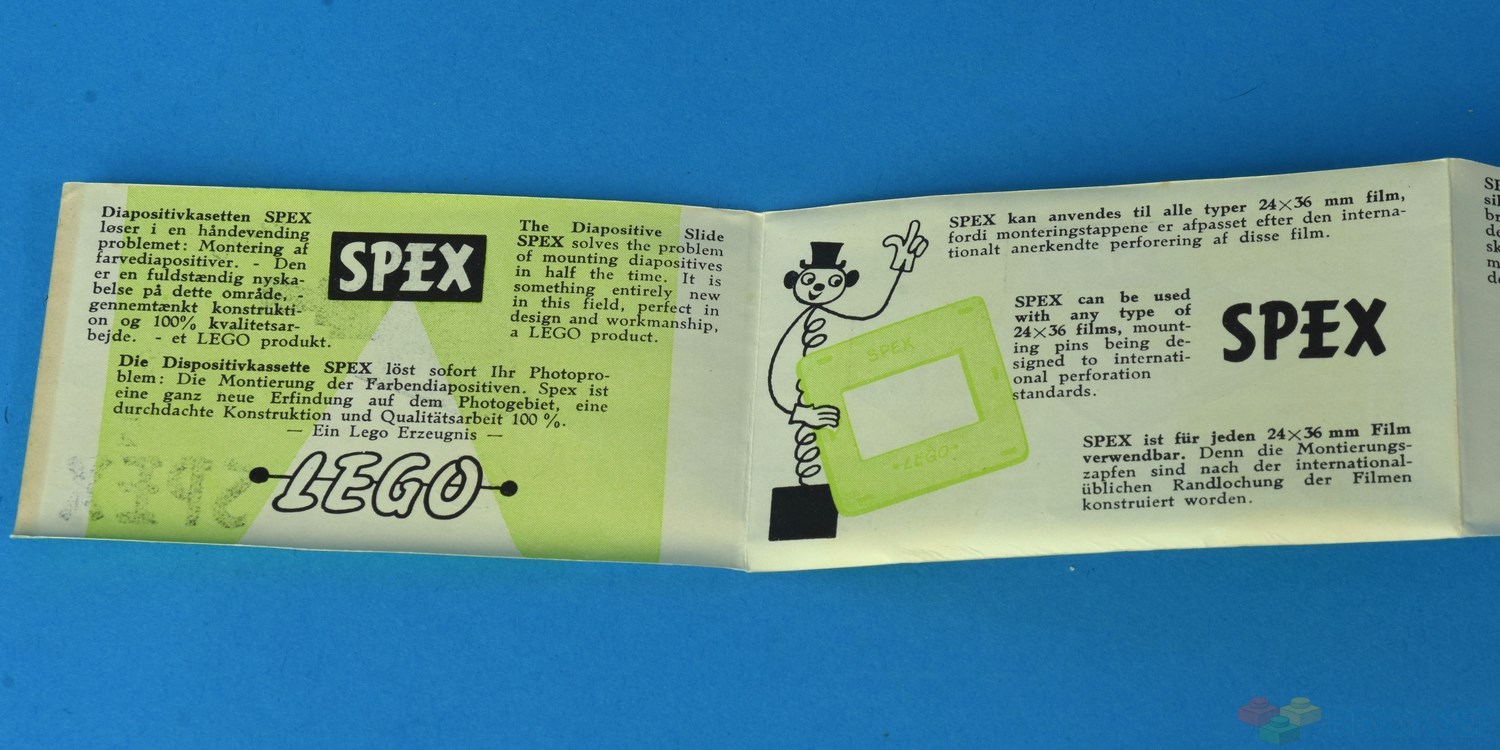 Diapositivkasetten SPEX
løser i en håndevending
problemet: Montering af
farvediapositiver. - Den
er en fuldstændig nyska-
belse på dette område, -
gennemtænkt konstrukti-
on og 100% kvalitetsar-
bejde. - et LEGO produkt.
SPEX
The Diapositive Slide
SPEX solves the problem
of mounting diapositives
in half the time. It is
something entirely new
in this field, perfect in
design and workmanship,
a LEGO product.
Die Dispositivkassette SPEX löst sofort Ihr Photopro-
blem: Die Montierung der Farbendiapositiven. Spex ist
eine ganz neue Erfindung auf dem Photogebiet, eine
durchdachte Konstruktion und Qualitätsarbeit 100 %.
— Ein Lego Erzeugnis —
LEGO
SPEX kan anvendes til alle typer 24×36 mm film,
fordi monteringstappene er afpasset efter den interna-
tionalt anerkendte perforering af disse film.
SPEX
LEGO
SPEX can be used
with any type of
24×36 films, mount-
ing pins being de-
signed to internati-
onal perforation
standards.
SPEX
SPEX ist für jeden 24×36 mm Film
verwendbar. Denn die Montierungs-
zapfen sind nach der international-
üblichen Randlochung der Filmen
konstruiert worden.